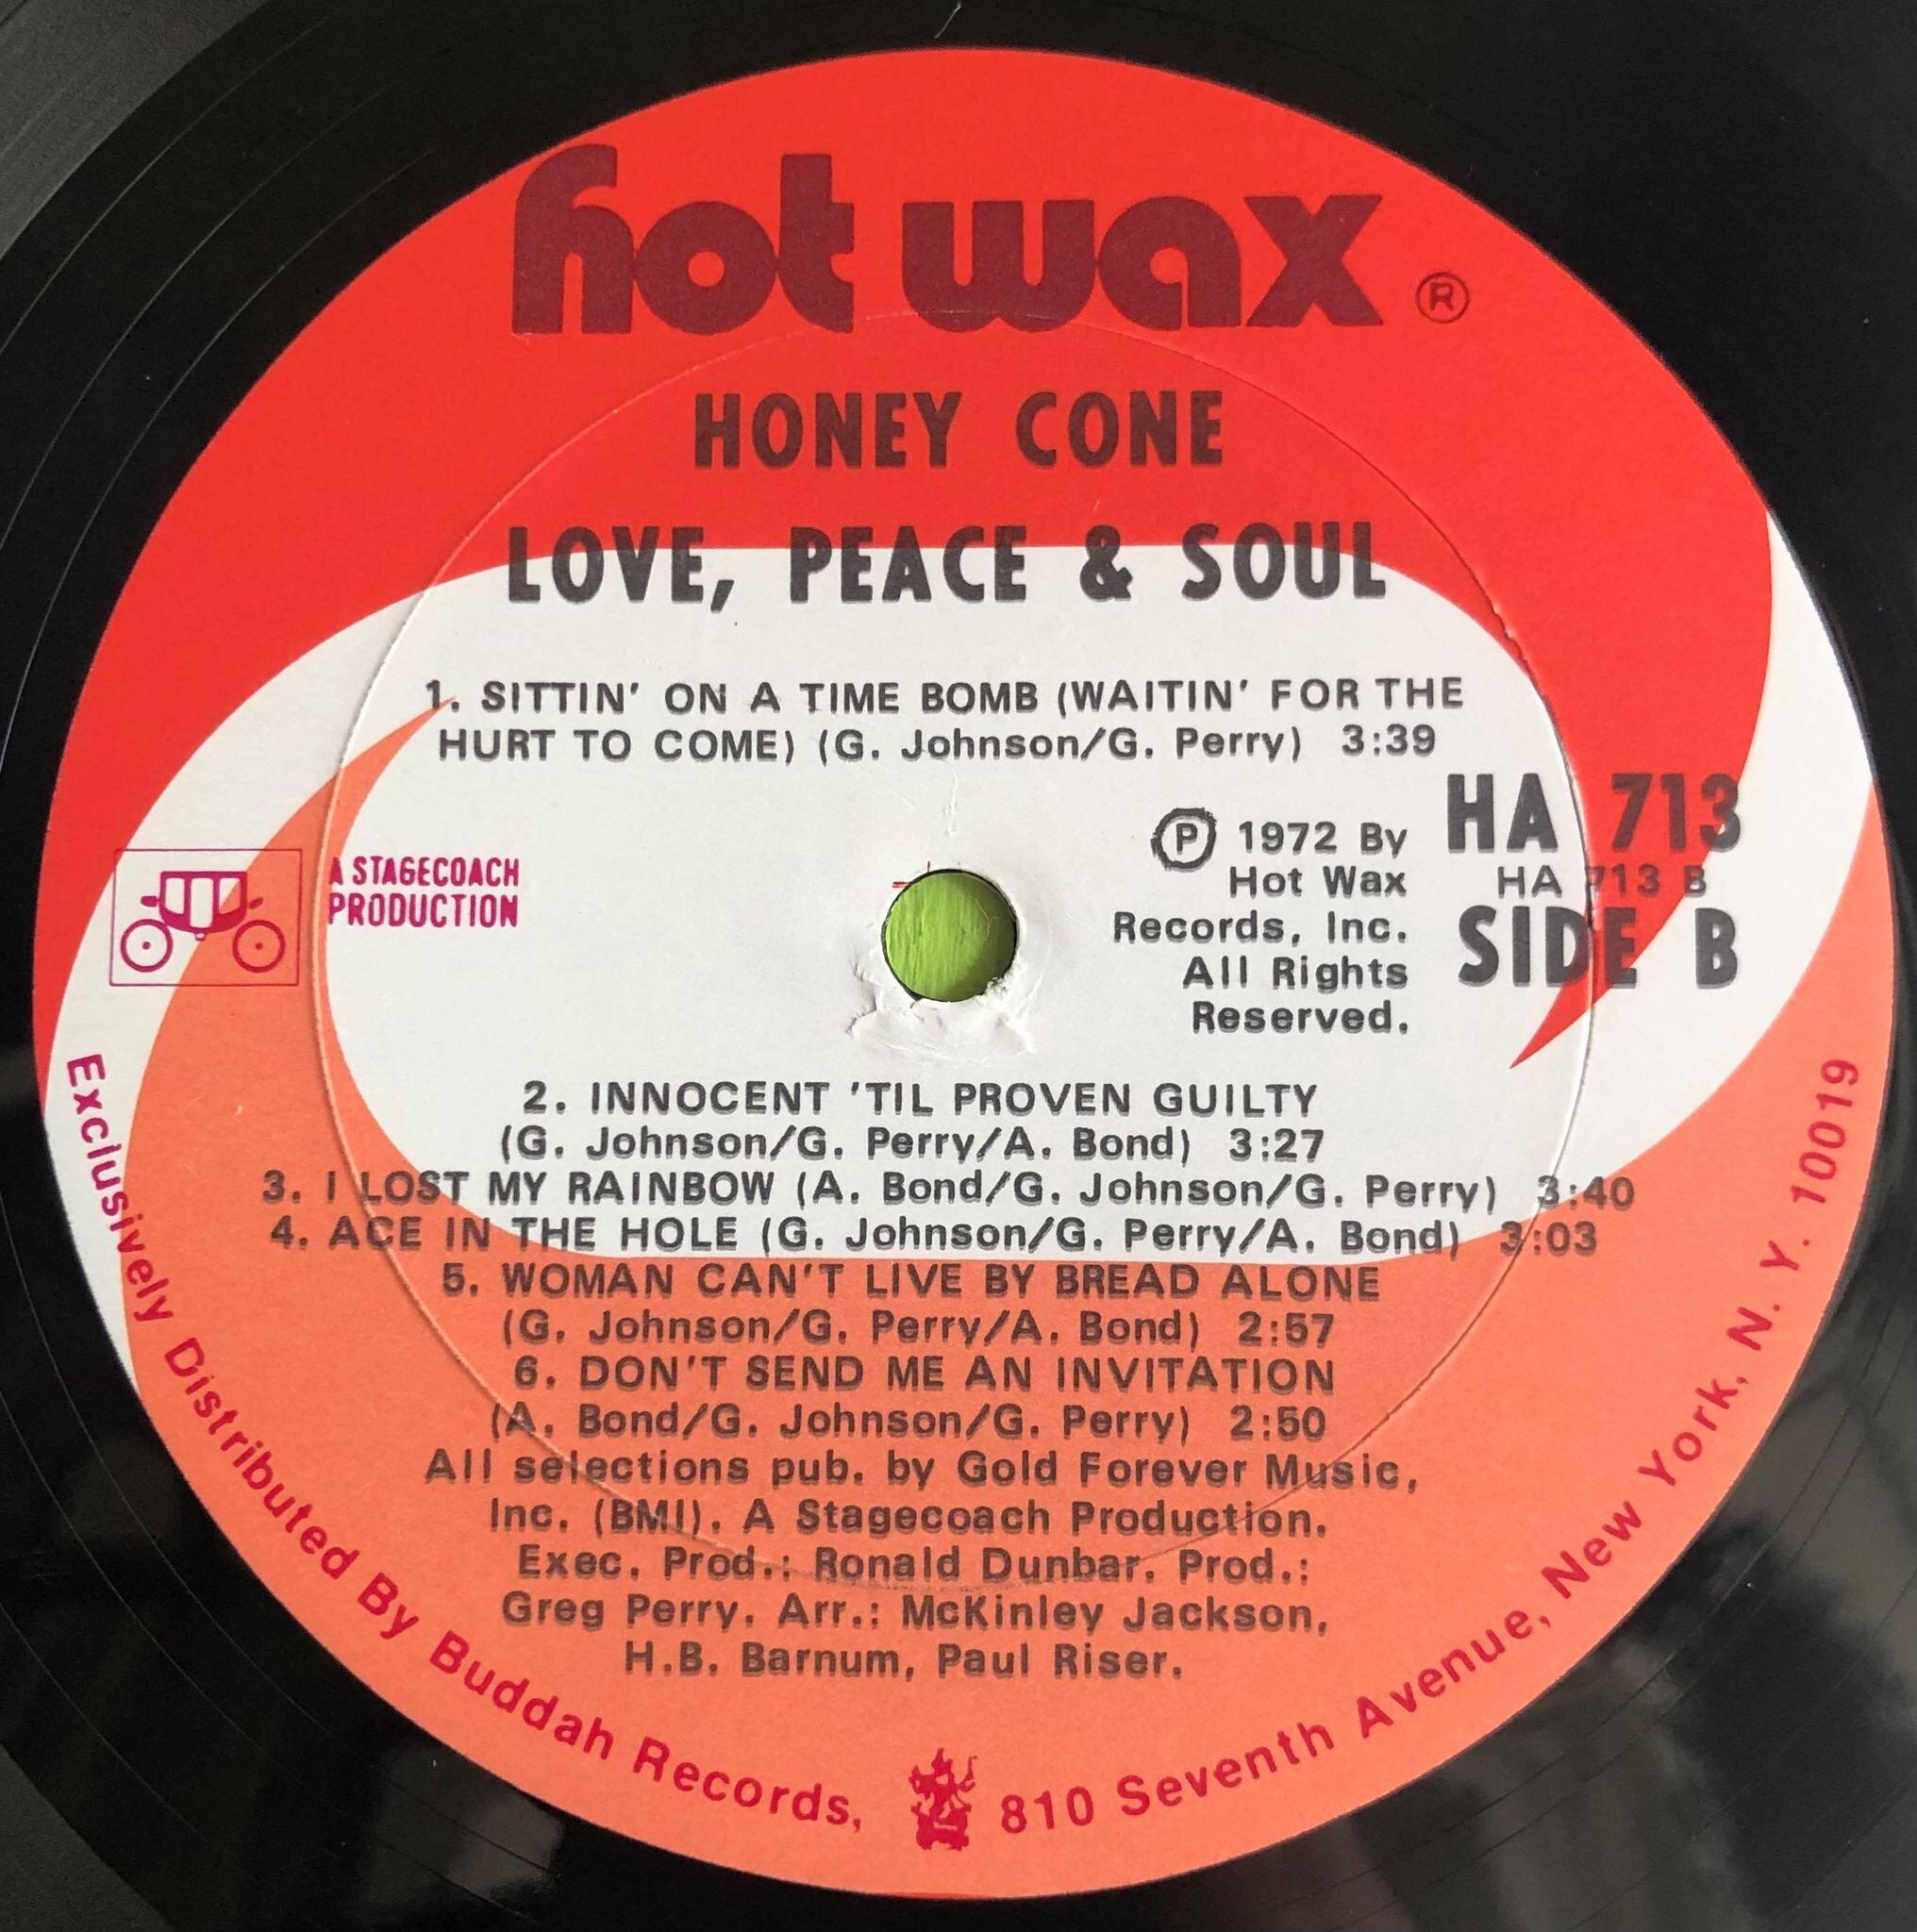 hot wax ®
HONEY CONE
LOVE, PEACE & SOUL
1. SITTIN' ON A TIME BOMB (WAITIN' FOR THE
HURT TO COME) (G. Johnson/G. Perry) 3:39
A STAGECOACH
PRODUCTION
Ⓟ 1972 By
Hot Wax
Records, Inc.
All Rights
Reserved.
HA 713
HA 713 B
SIDE B
2. INNOCENT 'TIL PROVEN GUILTY
(G. Johnson/G. Perry/A. Bond) 3:27
3. I LOST MY RAINBOW (A. Bond/G. Johnson/G. Perry) 3:40
4. ACE IN THE HOLE (G. Johnson/G. Perry/A. Bond) 3:03
5. WOMAN CAN'T LIVE BY BREAD ALONE
(G. Johnson/G. Perry/A. Bond) 2:57
6. DON'T SEND ME AN INVITATION
(A. Bond/G. Johnson/G. Perry) 2:50
All selections pub. by Gold Forever Music,
Inc. (BMI). A Stagecoach Production.
Exec. Prod.: Ronald Dunbar. Prod.:
Greg Perry. Arr.: McKinley Jackson,
H.B. Barnum, Paul Riser.
Exclusively Distributed By Buddah Records, 810 Seventh Avenue, New York, N. Y. 10019